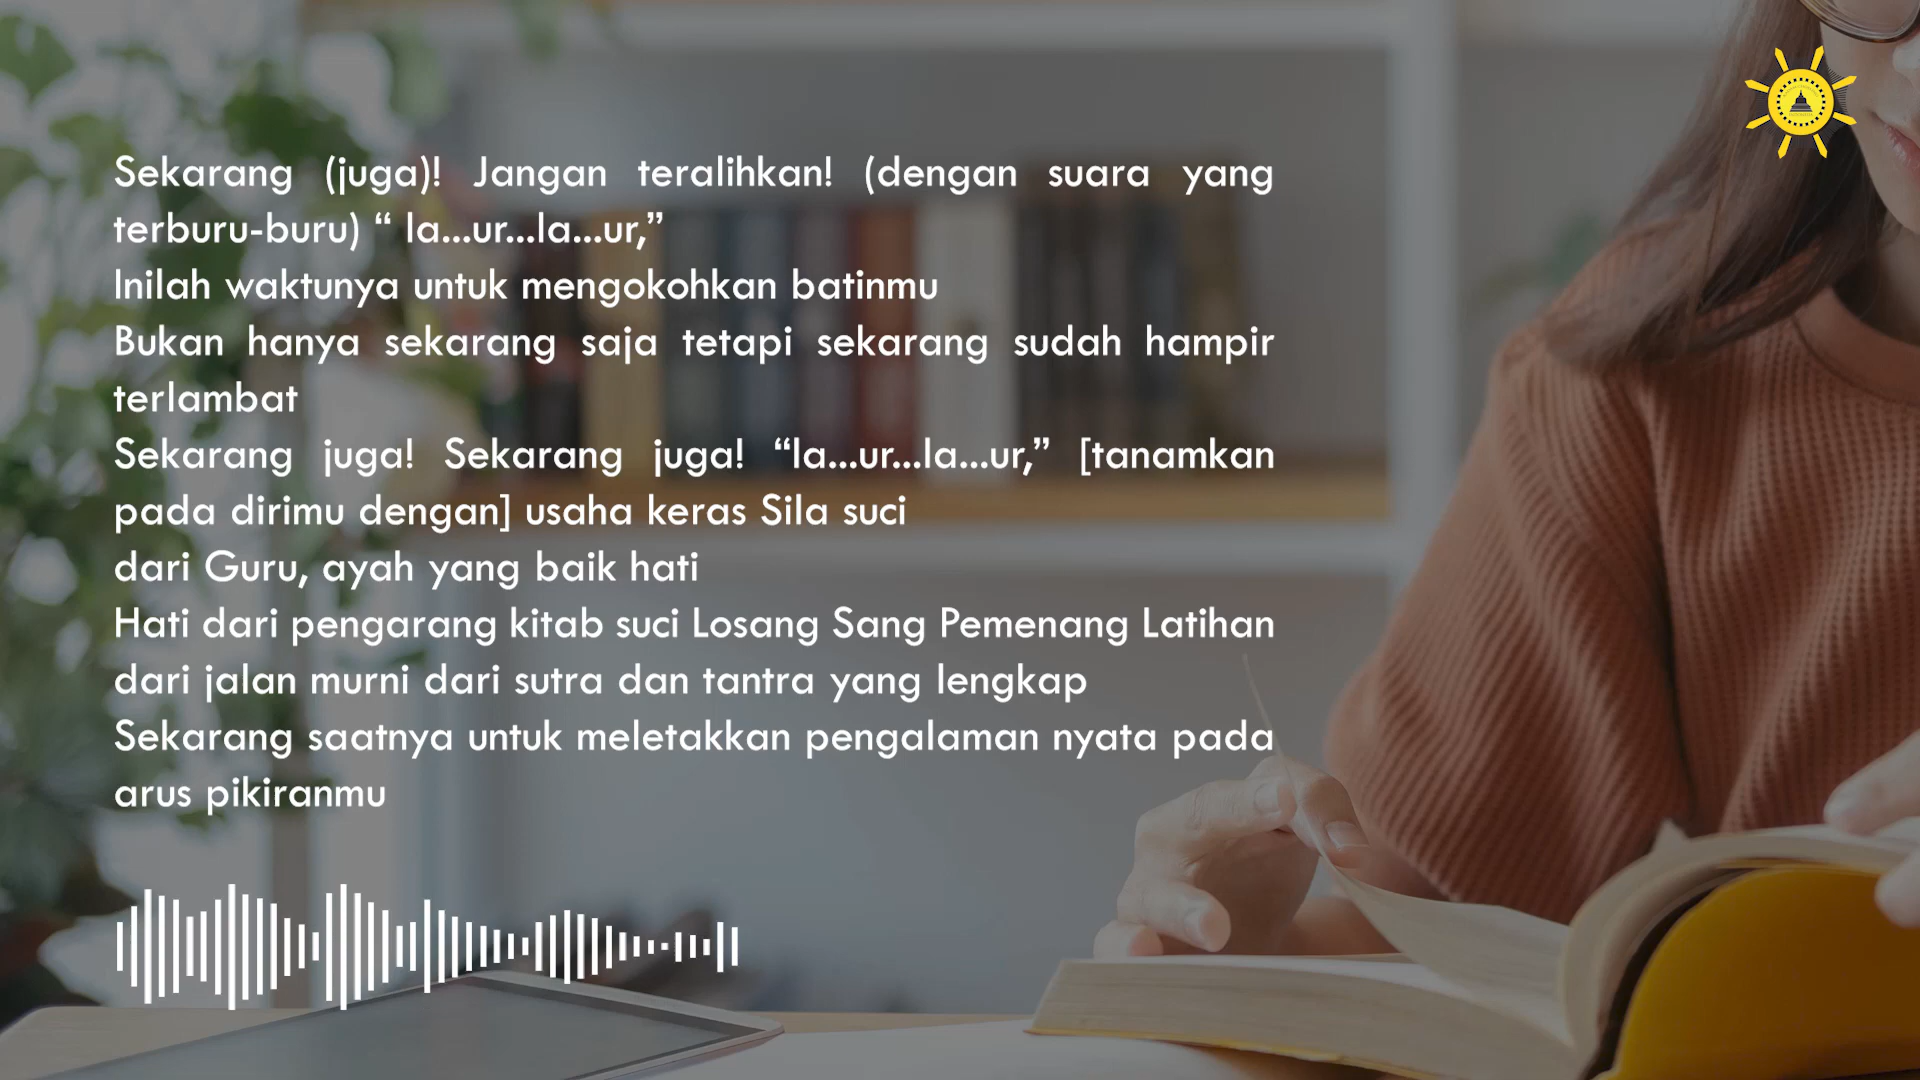 Sekarang (juga)! Jangan teralihkan! (dengan suara yang
terburu-buru) “ la...ur...la...ur,”
Inilah waktunya untuk mengokohkan batinmu
Bukan hanya sekarang saja tetapi sekarang sudah hampir
terlambat
Sekarang juga! Sekarang juga! “la...ur...la...ur,” [tanamkan
pada dirimu dengan] usaha keras Sila suci
dari Guru, ayah yang baik hati
Hati dari pengarang kitab suci Losang Sang Pemenang Latihan
dari jalan murni dari sutra dan tantra yang lengkap
Sekarang saatnya untuk meletakkan pengalaman nyata pada
arus pikiranmu